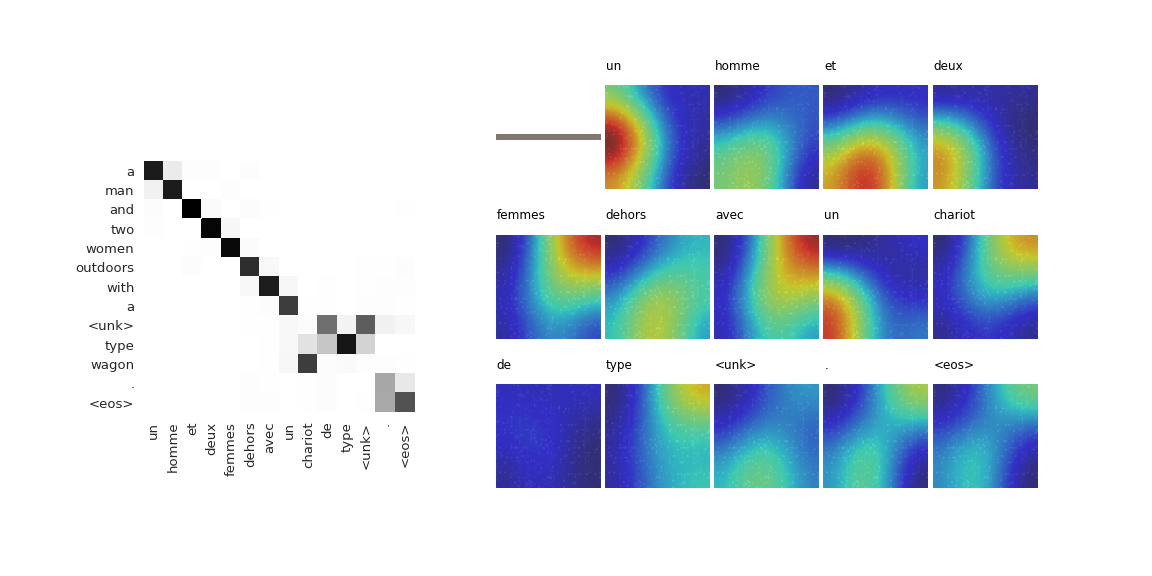 a
man
and
two
women
outdoors
with
a
<unk>
type
wagon
.
<eos>
un
homme
et
deux
femmes
dehors
avec
un
chariot
de
type
<unk>
.
<eos>
un homme et deux
femmes dehors avec un chariot
de type <unk> . <eos>